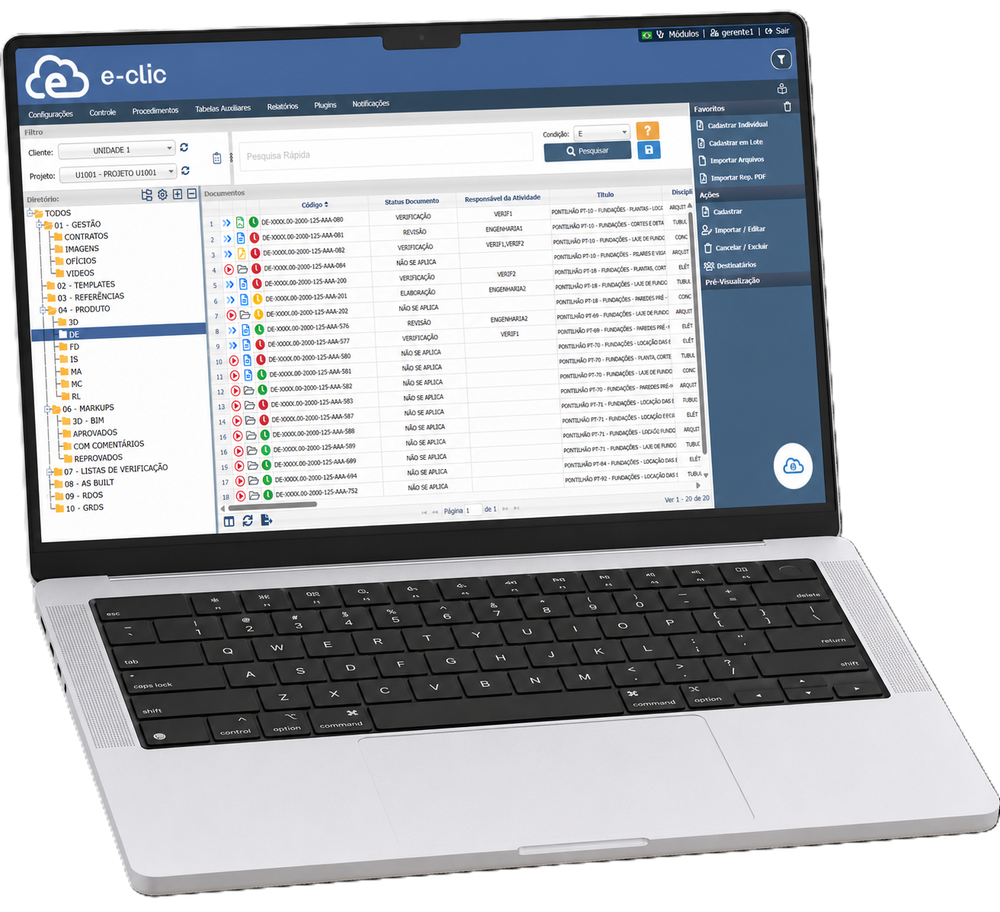 Módulos | gerente1 | Sair
e-clic
Configurações Controle Procedimentos Tabelas Auxiliares Relatórios Plugins Notificações
Filtro
Cliente: UNIDADE 1
Projeto: U1001 - PROJETO U1001
Pesquisa Rápida
Condição: E
?
Pesquisar
Diretório:
TODOS
01 - GESTÃO
CONTRATOS
IMAGENS
OFÍCIOS
VIDEOS
02 - TEMPLATES
03 - REFERÊNCIAS
04 - PRODUTO
3D
DE
FD
IS
MA
MC
RL
06 - MARKUPS
3D - BIM
APROVADOS
COM COMENTÁRIOS
REPROVADOS
07 - LISTAS DE VERIFICAÇÃO
08 - AS BUILT
09 - RDOS
10 - GRDS
Documentos
Código Status Documento Responsável da Atividade Título Discipli
1 DE-XXXX.00-2000-125-AAA-080 VERIFICAÇÃO VERIF1 PONTILHÃO PT-10 - FUNDAÇÕES - PLANTAS - LOCA ARQUIT
2 DE-XXXX.00-2000-125-AAA-081 REVISÃO ENGENHARIA1 PONTILHÃO PT-10 - FUNDAÇÕES - CORTES E DETA TUBUL
3 DE-XXXX.00-2000-125-AAA-082 VERIFICAÇÃO VERIF1,VERIF2 PONTILHÃO PT-10 - FUNDAÇÕES - LAJE DE FUNDO CONC
4 DE-XXXX.00-2000-125-AAA-084 NÃO SE APLICA PONTILHÃO PT-10 - FUNDAÇÕES - PILARES E VIGA ARQUIT
5 DE-XXXX.00-2000-125-AAA-200 VERIFICAÇÃO VERIF2 PONTILHÃO PT-18 - FUNDAÇÕES - PLANTAS, CORT ELÉT
6 DE-XXXX.00-2000-125-AAA-201 ELABORAÇÃO ENGENHARIA2 PONTILHÃO PT-18 - FUNDAÇÕES - LAJE DE FUNDO TUBUL
7 DE-XXXX.00-2000-125-AAA-202 NÃO SE APLICA PONTILHÃO PT-18 - FUNDAÇÕES - PAREDES PRÉ - CONC
8 DE-XXXX.00-2000-125-AAA-576 REVISÃO ENGENHARIA2 PONTILHÃO PT-69 - FUNDAÇÕES - LAJE DE FUNDO ARQUIT
9 DE-XXXX.00-2000-125-AAA-577 VERIFICAÇÃO VERIF1 PONTILHÃO PT-69 - FUNDAÇÕES - PAREDES PRÉ - ELÉT
10 DE-XXXX.00-2000-125-AAA-580 NÃO SE APLICA PONTILHÃO PT-70 - FUNDAÇÕES - LOCAÇÃO DAS E TUBUL
11 DE-XXXX.00-2000-125-AAA-581 NÃO SE APLICA PONTILHÃO PT-70 - FUNDAÇÕES - PLANTA, CORTE CONC
12 DE-XXXX.00-2000-125-AAA-582 NÃO SE APLICA PONTILHÃO PT-70 - FUNDAÇÕES - LAJE DE FUNDO ARQUIT
13 DE-XXXX.00-2000-125-AAA-583 NÃO SE APLICA PONTILHÃO PT-70 - FUNDAÇÕES - PAREDES PRÉ-
14 DE-XXXX.00-2000-125-AAA-587 NÃO SE APLICA PONTILHÃO PT-71 - FUNDAÇÕES - LOCAÇÃO DAS E ELÉT
16 DE-XXXX.00-2000-125-AAA-588 NÃO SE APLICA PONTILHÃO PT-71 - FUNDAÇÕES - ARQUIT
16 DE-XXXX.00-2000-125-AAA-589 NÃO SE APLICA PONTILHÃO PT-71 - FUNDAÇÕES - DE FUNDO
15 DE-XXXX.00-2000-125-AAA-689 NÃO SE APLICA PONTILHÃO PT-71 - FUNDAÇÕES - LAJE DE FUNDO ELÉT
17 DE-XXXX.00-2000-125-AAA-694 NÃO SE APLICA PONTILHÃO PT-84 - FUNDAÇÕES - LOCAÇÃO DAS E TUBUL
18 DE-XXXX.00-2000-125-AAA-752 NÃO SE APLICA PONTILHÃO PT-92 - FUNDAÇÕES - LOCAÇÃO DAS E
Página 1 de 1
Ver 1 - 20 de 20
Favoritos
Cadastrar Individual
Cadastrar em Lote
Importar Arquivos
Importar Rep. PDF
Ações
Cadastrar
Importar / Editar
Cancelar / Excluir
Destinatários
Pré-Visualização
esc
! 1 @ 2 # 3 $ 4 % 5 ^ 6 & 7 * 8 ( 9 ) 0 + = delete
tab Q W E R T Y U I O P { [ } ] | \
caps lock A S D F G H J K L return
shift Z X C V B N M < > ? / shift
control option command command option